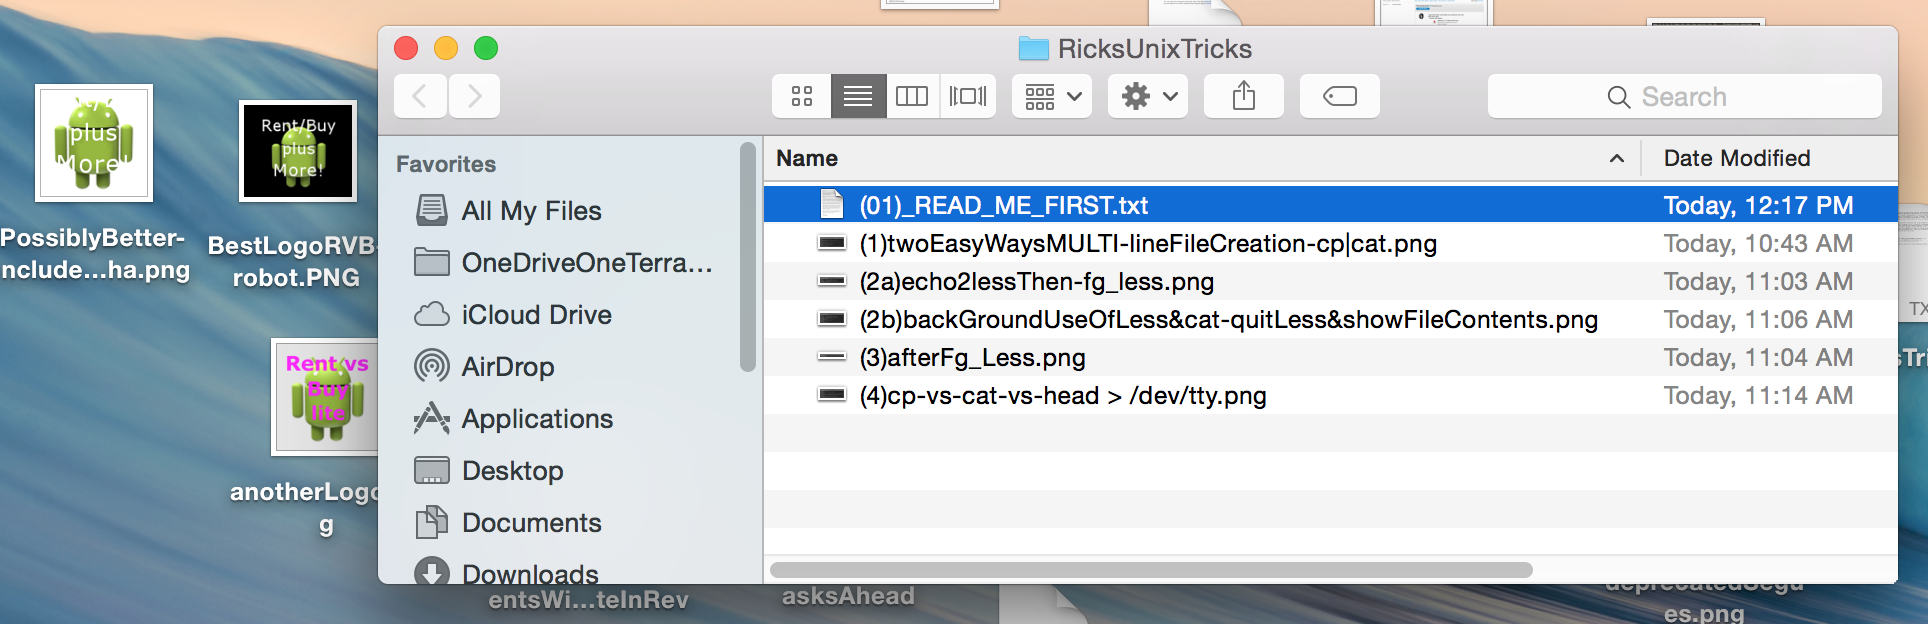 RicksUnixTricks
Search
Favorites
All My Files
OneDriveOneTerra...
iCloud Drive
AirDrop
Applications
Desktop
Documents
Downloads
Name
Date Modified
(01)_READ_ME_FIRST.txt
Today, 12:17 PM
(1)twoEasyWaysMULTI-lineFileCreation-cp|cat.png
Today, 10:43 AM
(2a)echo2lessThen-fg_less.png
Today, 11:03 AM
(2b)backGroundUseOfLess&cat-quitLess&showFileContents.png
Today, 11:06 AM
(3)afterFg_Less.png
Today, 11:04 AM
(4)cp-vs-cat-vs-head > /dev/tty.png
Today, 11:14 AM
plus
More!
PossiblyBetter-
nclude...ha.png
Rent/Buy
plus
More!
BestLogoRVB-
robot.PNG
Rent vs
Buy
lite
anotherLogo
g
entsWi...teInRev
asksAhead
deprecatedSegu
es.png
TX